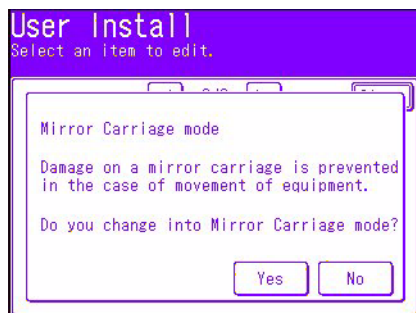 User Install
Select an item to edit.
Mirror Carriage mode
Damage on a mirror carriage is prevented
in the case of movement of equipment.
Do you change into Mirror Carriage mode?
Yes
No